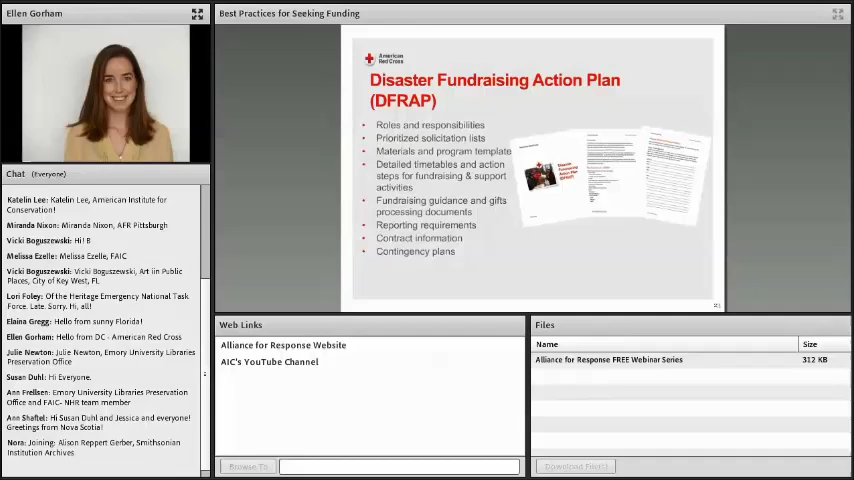 Ellen Gorham
Best Practices for Seeking Funding
American
Red Cross
Disaster Fundraising Action Plan
(DFRAP)
• Roles and responsibilities
• Prioritized solicitation lists
• Materials and program template
• Detailed timetables and action
steps for fundraising & support
activities
• Fundraising guidance and gifts
processing documents
• Reporting requirements
• Contract information
• Contingency plans
Disaster
Fundraising
Action Plan
(DFRAP)
Chat (Everyone)
Katelin Lee: Katelin Lee, American Institute for
Conservation!
Miranda Nixon: Miranda Nixon, AFR Pittsburgh
Vicki Boguszewski: Hi! B
Melissa Ezelle: Melissa Ezelle, FAIC
Vicki Boguszewski: Vicki Boguszewski, Art iin Public
Places, City of Key West, FL
Lori Foley: Of the Heritage Emergency National Task
Force. Late. Sorry. Hi, all!
Elaina Gregg: Hello from sunny Florida!
Ellen Gorham: Hello from DC - American Red Cross
Julie Newton: Julie Newton, Emory University Libraries
Preservation Office
Susan Duhl: Hi Everyone.
Ann Frellsen: Emory University Libraries Preservation
Office and FAIC- NHR team member
Ann Shaftel: Hi Susan Duhl and Jessica and everyone!
Greetings from Nova Scotia!
Nora: Joining: Alison Reppert Gerber, Smithsonian
Institution Archives
Web Links
Alliance for Response Website
AIC's YouTube Channel
Browse To
Files
Name Size
Alliance for Response FREE Webinar Series 312 KB
Download File(s)